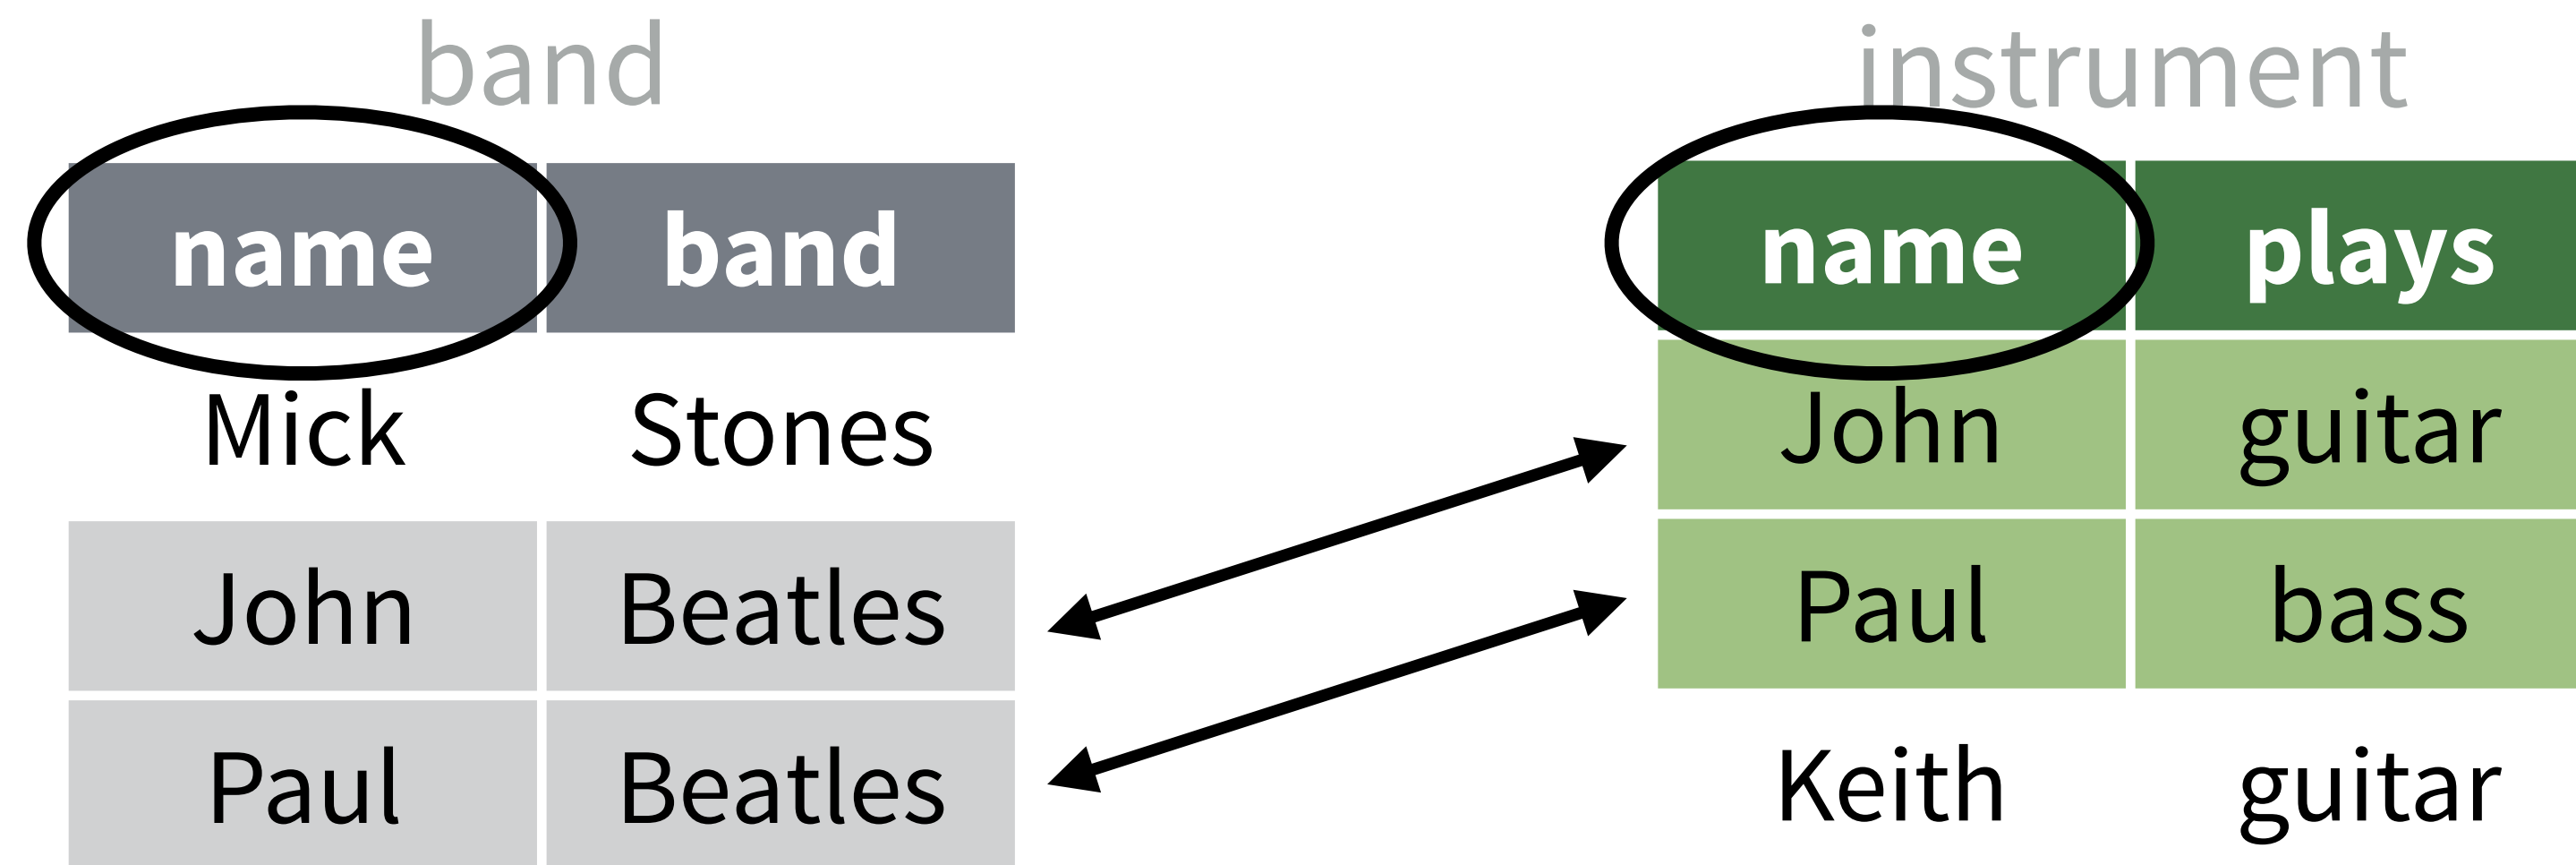 band
name band
Mick Stones
John Beatles
Paul Beatles
instrument
name plays
John guitar
Paul bass
Keith guitar